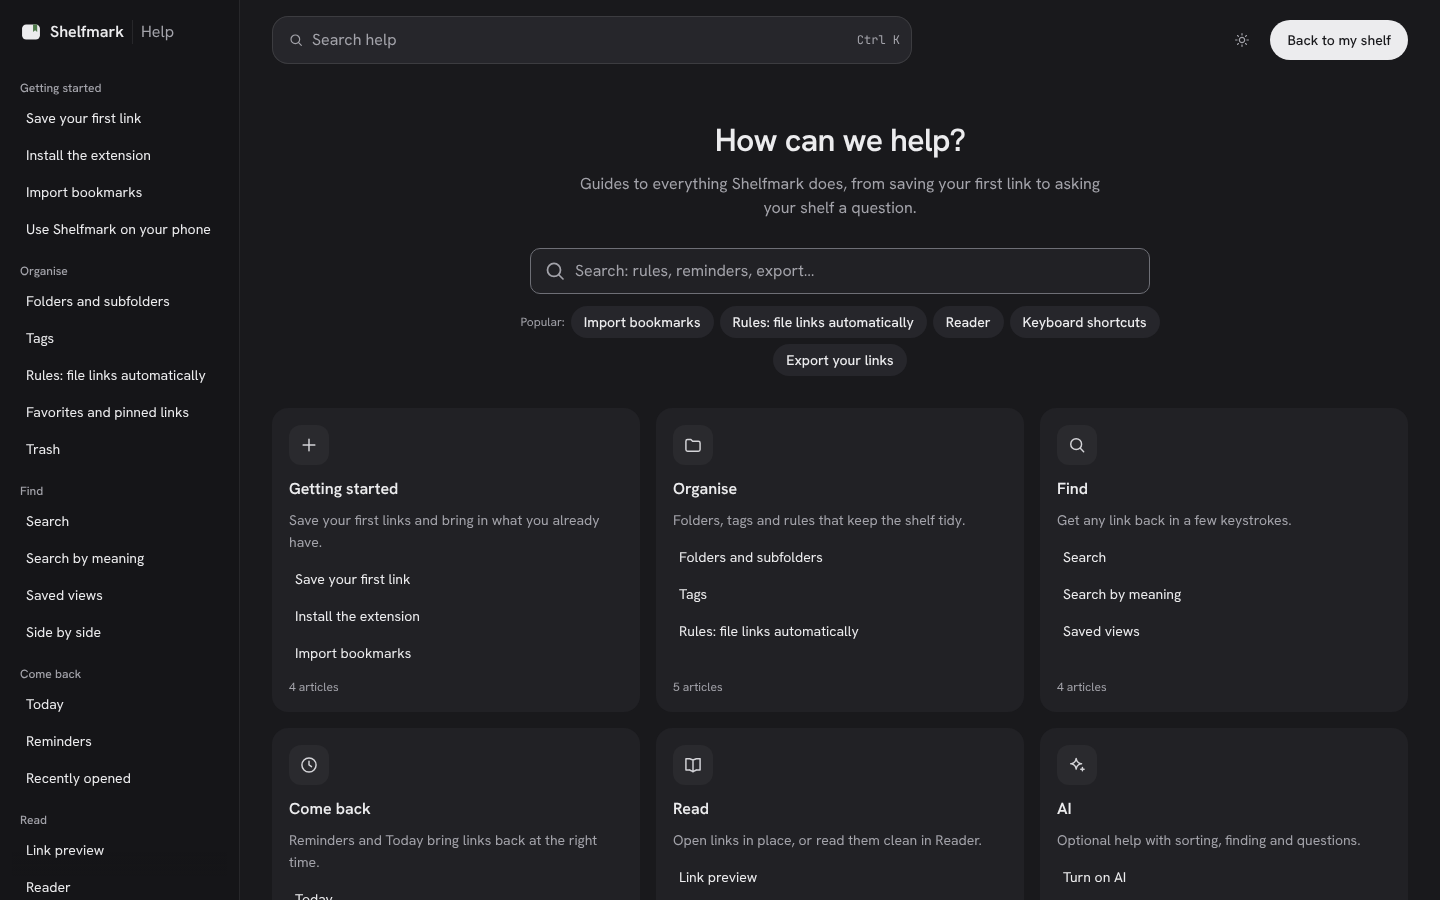 Shelfmark
Help
Getting started
Save your first link
Install the extension
Import bookmarks
Use Shelfmark on your phone
Organise
Folders and subfolders
Tags
Rules: file links automatically
Favorites and pinned links
Trash
Find
Search
Search by meaning
Saved views
Side by side
Come back
Today
Reminders
Recently opened
Read
Link preview
Reader
Search help
Ctrl K
Back to my shelf
How can we help?
Guides to everything Shelfmark does, from saving your first link to asking
your shelf a question.
Search: rules, reminders, export...
Popular:
Import bookmarks
Rules: file links automatically
Reader
Keyboard shortcuts
Export your links
Getting started
Save your first links and bring in what you already
have.
Save your first link
Install the extension
Import bookmarks
4 articles
Organise
Folders, tags and rules that keep the shelf tidy.
Folders and subfolders
Tags
Rules: file links automatically
5 articles
Find
Get any link back in a few keystrokes.
Search
Search by meaning
Saved views
4 articles
Come back
Reminders and Today bring links back at the right
time.
Today
Read
Open links in place, or read them clean in Reader.
Link preview
AI
Optional help with sorting, finding and questions.
Turn on AI